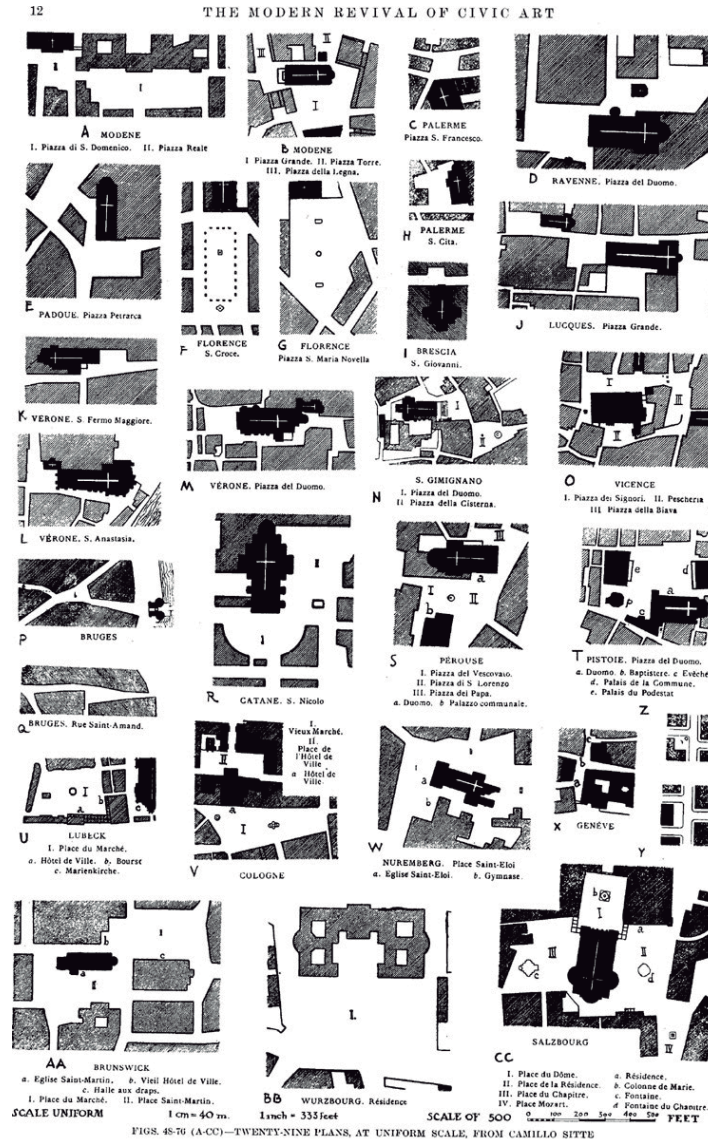 12
THE MODERN REVIVAL OF CIVIC ART
A MODENE
I. Piazza di S. Domenico. II. Piazza Reale
B MODENE
I Piazza Grande. II. Piazza Torre.
III. Piazza della Legna.
C PALERME
Piazza S. Francesco.
D RAVENNE. Piazza del Duomo.
E PADOUE. Piazza Petrarca
F FLORENCE
S. Croce.
G FLORENCE
Piazza S. Maria Novella
H PALERME
S. Cita.
I BRESCIA
S. Giovanni.
J LUCQUES. Piazza Grande.
K VÉRONE. S. Fermo Maggiore.
L VÉRONE. S. Anastasia.
M VÉRONE. Piazza del Duomo.
N S. GIMIGNANO
I. Piazza del Duomo.
II Piazza della Cisterna.
O VICENCE
I. Piazza dei Signori. II. Pescheria
III. Piazza della Biava
P BRUGES
Q BRUGES. Rue Saint-Amand.
R CATANE. S. Nicolo
S PÉROUSE
I. Piazza del Vescovato.
II. Piazza di S Lorenzo
III. Piazza del Papa.
a. Duomo. b Palazzo communale.
T PISTOIE. Piazza del Duomo.
a. Duomo. b. Baptistere. c Evêché
d. Palais de la Commune.
e. Palais du Podestat
Z
U LUBECK
I. Place du Marché.
a. Hôtel de Ville. b. Bourse
c. Marienkirche.
I.
Vieux Marché.
II.
Place de
l'Hôtel de
Ville
a Hôtel de
Ville.
V COLOGNE
W NUREMBERG. Place Saint-Eloi
a. Eglise Saint-Eloi. b. Gymnase.
X GENÉVE
Y
AA BRUNSWICK
a. Eglise Saint-Martin. b. Vieil Hôtel de Ville.
c. Halle aux draps.
I. Place du Marché. II. Place Saint-Martin.
BB WURZBOURG. Résidence
CC SALZBOURG
I. Place du Dôme. a. Résidence.
II. Place de la Résidence. b. Colonne de Marie.
III. Place du Chapitre. c. Fontaine.
IV. Place Mozart. d Fontaine du Chapitre.
SCALE UNIFORM 1 cm = 40 m. 1 inch = 333 feet SCALE OF 500 0 100 200 300 400 500 FEET
FIGS. 48-76 (A-CC)—TWENTY-NINE PLANS, AT UNIFORM SCALE, FROM CAMILLO SITTE